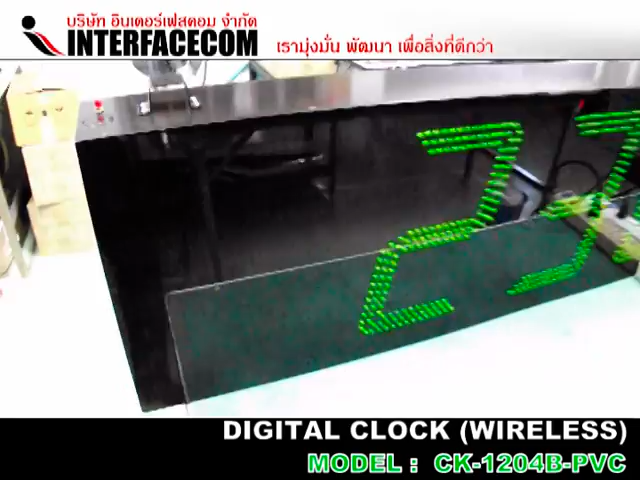 บริษัท อินเตอร์เฟสคอม จำกัด
INTERFACECOM
เรามุ่งมั่น พัฒนา เพื่อสิ่งที่ดีกว่า
DIGITAL CLOCK (WIRELESS)
MODEL : CK-1204B-PVC